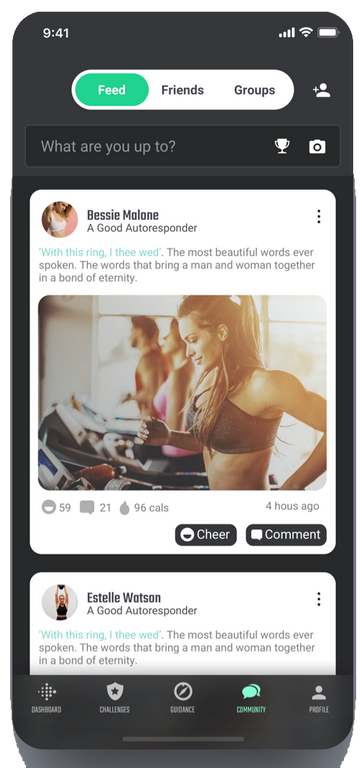 9:41
Feed Friends Groups
What are you up to?
Bessie Malone
A Good Autoresponder
'With this ring, I thee wed'. The most beautiful words ever
spoken. The words that bring a man and woman together
in a bond of eternity.
59 21 96 cals 4 hous ago
Cheer Comment
Estelle Watson
A Good Autoresponder
'With this ring, I thee wed'. The most beautiful words ever
spoken. The words that bring a man and woman together
in a bond of eternity.
DASHBOARD CHALLENGES GUIDANCE COMMUNITY PROFILE